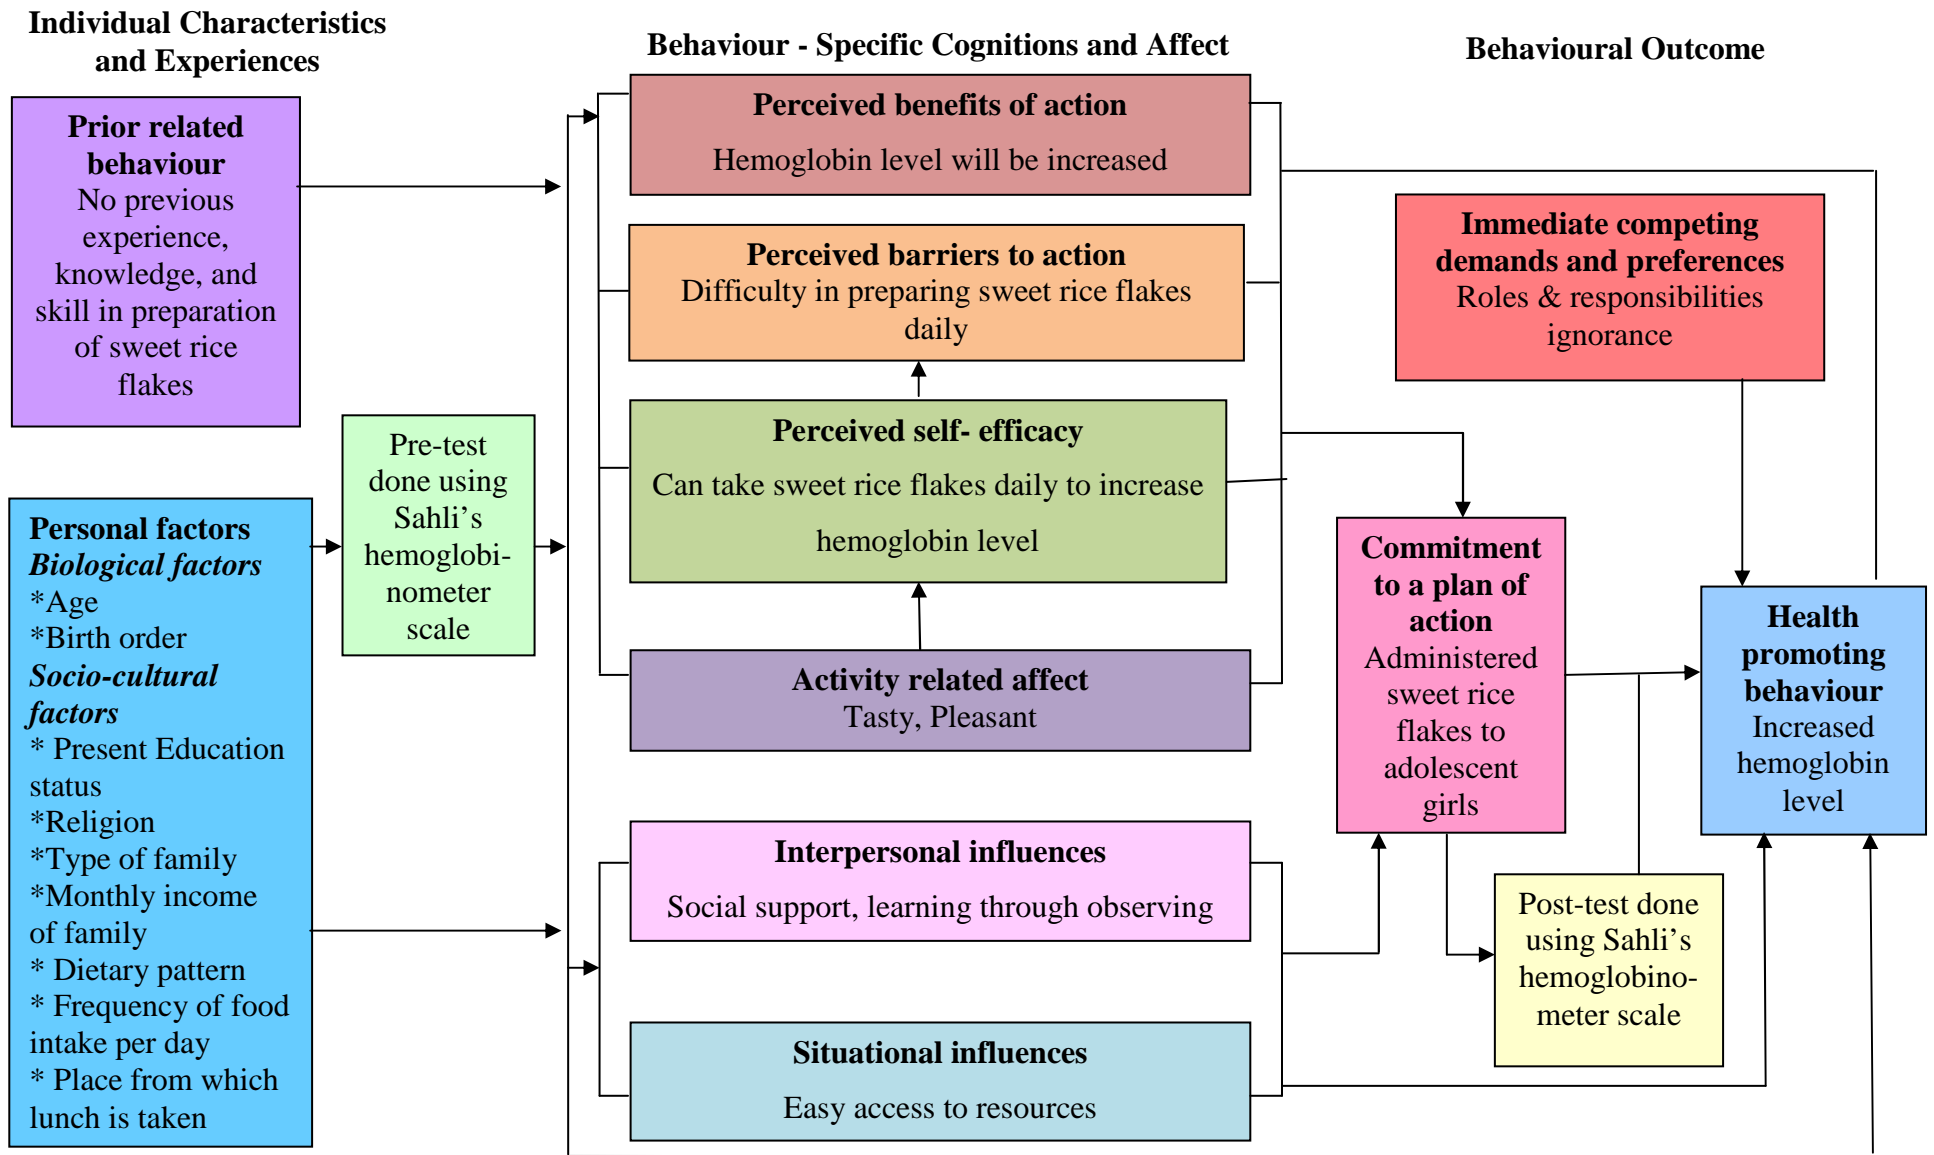 Individual Characteristics
and Experiences
Behaviour - Specific Cognitions and Affect
Behavioural Outcome
Prior related
behaviour
No previous
experience,
knowledge, and
skill in preparation
of sweet rice
flakes
Personal factors
Biological factors
*Age
*Birth order
Socio-cultural
factors
* Present Education
status
*Religion
*Type of family
*Monthly income
of family
* Dietary pattern
* Frequency of food
intake per day
* Place from which
lunch is taken
Pre-test
done using
Sahli’s
hemoglobi-
nometer
scale
Perceived benefits of action
Hemoglobin level will be increased
Perceived barriers to action
Difficulty in preparing sweet rice flakes
daily
Perceived self- efficacy
Can take sweet rice flakes daily to increase
hemoglobin level
Activity related affect
Tasty, Pleasant
Interpersonal influences
Social support, learning through observing
Situational influences
Easy access to resources
Immediate competing
demands and preferences
Roles & responsibilities
ignorance
Commitment
to a plan of
action
Administered
sweet rice
flakes to
adolescent
girls
Post-test done
using Sahli’s
hemoglobino-
meter scale
Health
promoting
behaviour
Increased
hemoglobin
level